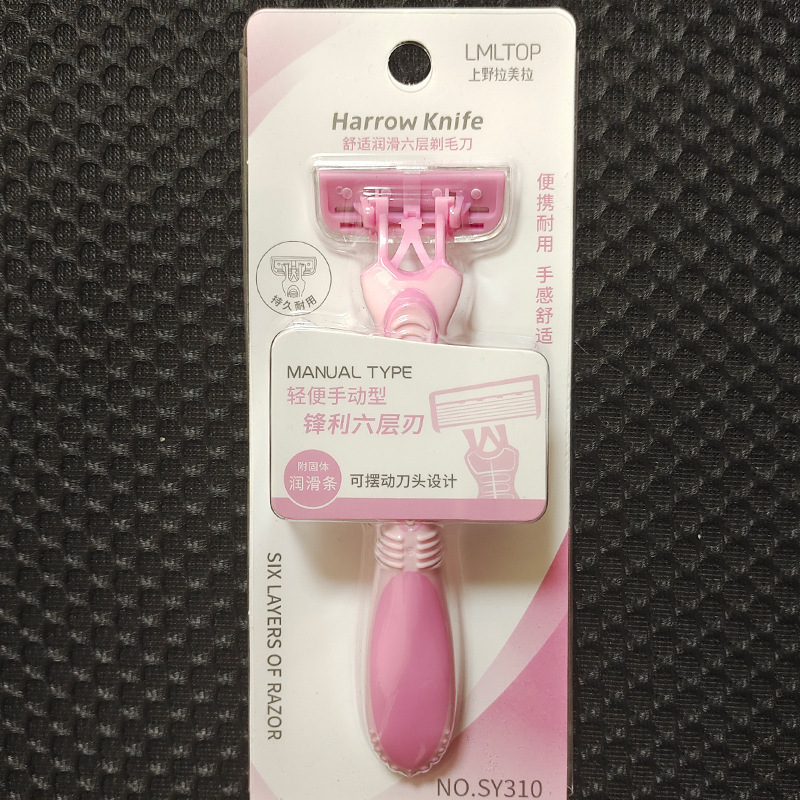 LMLTOP
上野拉美拉
Harrow Knife
舒适润滑六层剃毛刀
便携耐用 手感舒适
持久耐用
MANUAL TYPE
轻便手动型
锋利六层刃
附固体
润滑条
可摆动刀头设计
SIX LAYERS OF RAZOR
NO.SY310